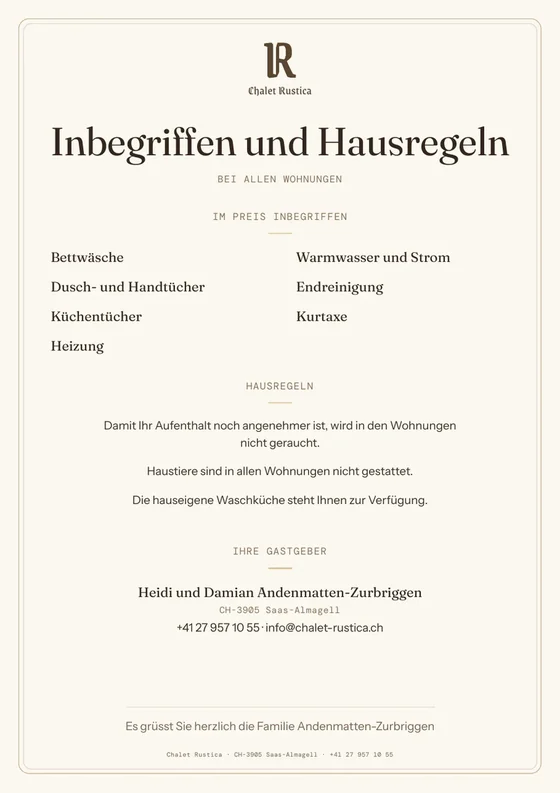 Chalet Rustica
Inbegriffen und Hausregeln
BEI ALLEN WOHNUNGEN
IM PREIS INBEGRIFFEN
Bettwäsche
Warmwasser und Strom
Dusch- und Handtücher
Endreinigung
Küchentücher
Kurtaxe
Heizung
HAUSREGELN
Damit Ihr Aufenthalt noch angenehmer ist, wird in den Wohnungen
nicht geraucht.
Haustiere sind in allen Wohnungen nicht gestattet.
Die hauseigene Waschküche steht Ihnen zur Verfügung.
IHRE GASTGEBER
Heidi und Damian Andenmatten-Zurbriggen
CH-3905 Saas-Almagell
+41 27 957 10 55 · info@chalet-rustica.ch
Es grüsst Sie herzlich die Familie Andenmatten-Zurbriggen
Chalet Rustica · CH-3905 Saas-Almagell · +41 27 957 10 55